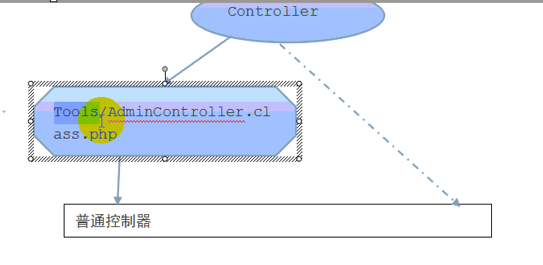 Controller
Tools/AdminController.cl
ass.php
普通控制器